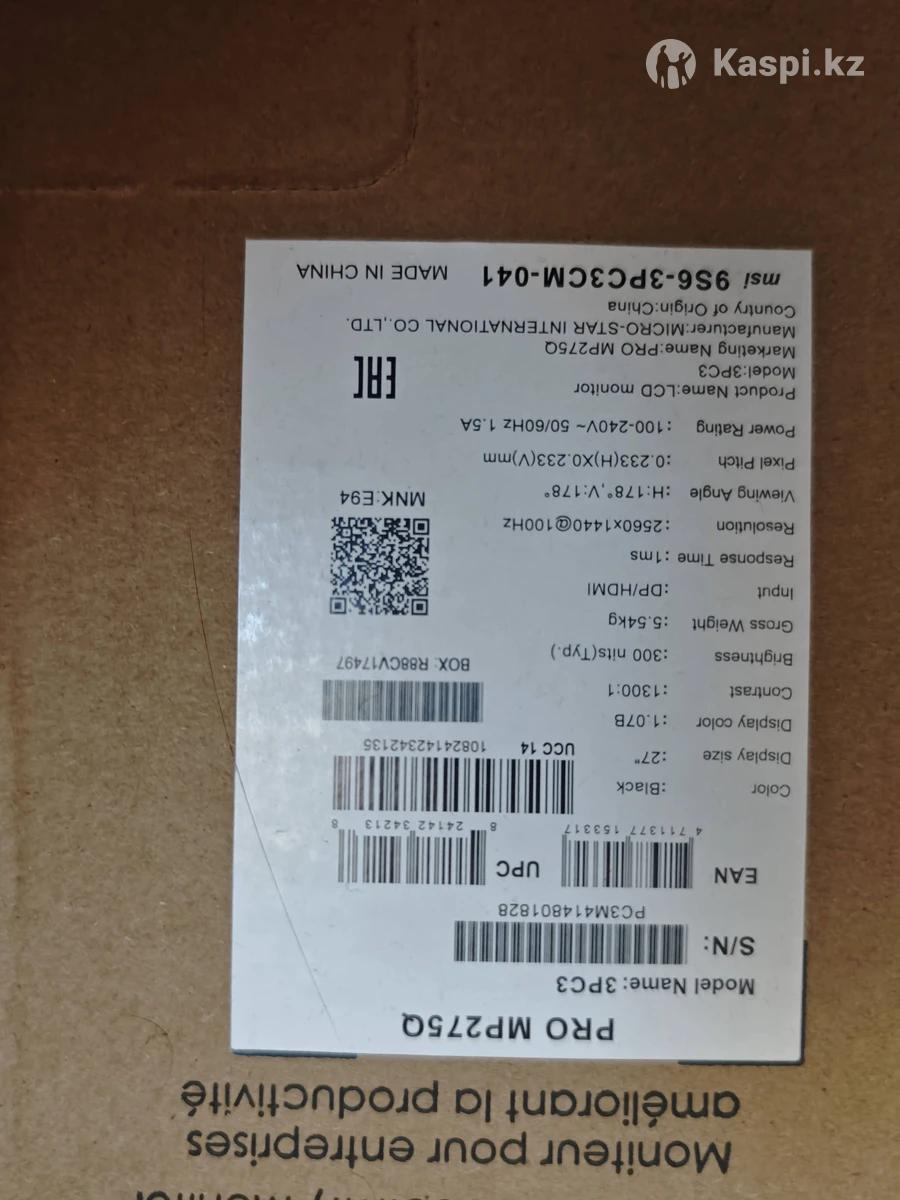 Kaspi.kz
Moniteur pour entreprises
améliorant la productivité
PRO MP275Q
Model Name: 3PC3
S/N:
PC3M414801828
EAN
4 711377 153317
UPC
8 24142 34213 8
Color :Black
UCC 14 10824142342135
Display size :27"
Display color :1.07B
Contrast :1300:1
BOX: R88CV17497
Brightness :300 nits(Typ.)
Gross Weight :5.54kg
Input :DP/HDMI
Response Time :1ms
Resolution :2560x1440@100Hz
MNK:E94
Viewing Angle :H:178°,V:178°
Pixel Pitch :0.233(H)X0.233(V)mm
Power Rating :100-240V~ 50/60Hz 1.5A
Product Name:LCD monitor
EAC
Model:3PC3
Marketing Name:PRO MP275Q
Manufacturer:MICRO-STAR INTERNATIONAL CO.,LTD.
Country of Origin:China
msi 9S6-3PC3CM-041 MADE IN CHINA